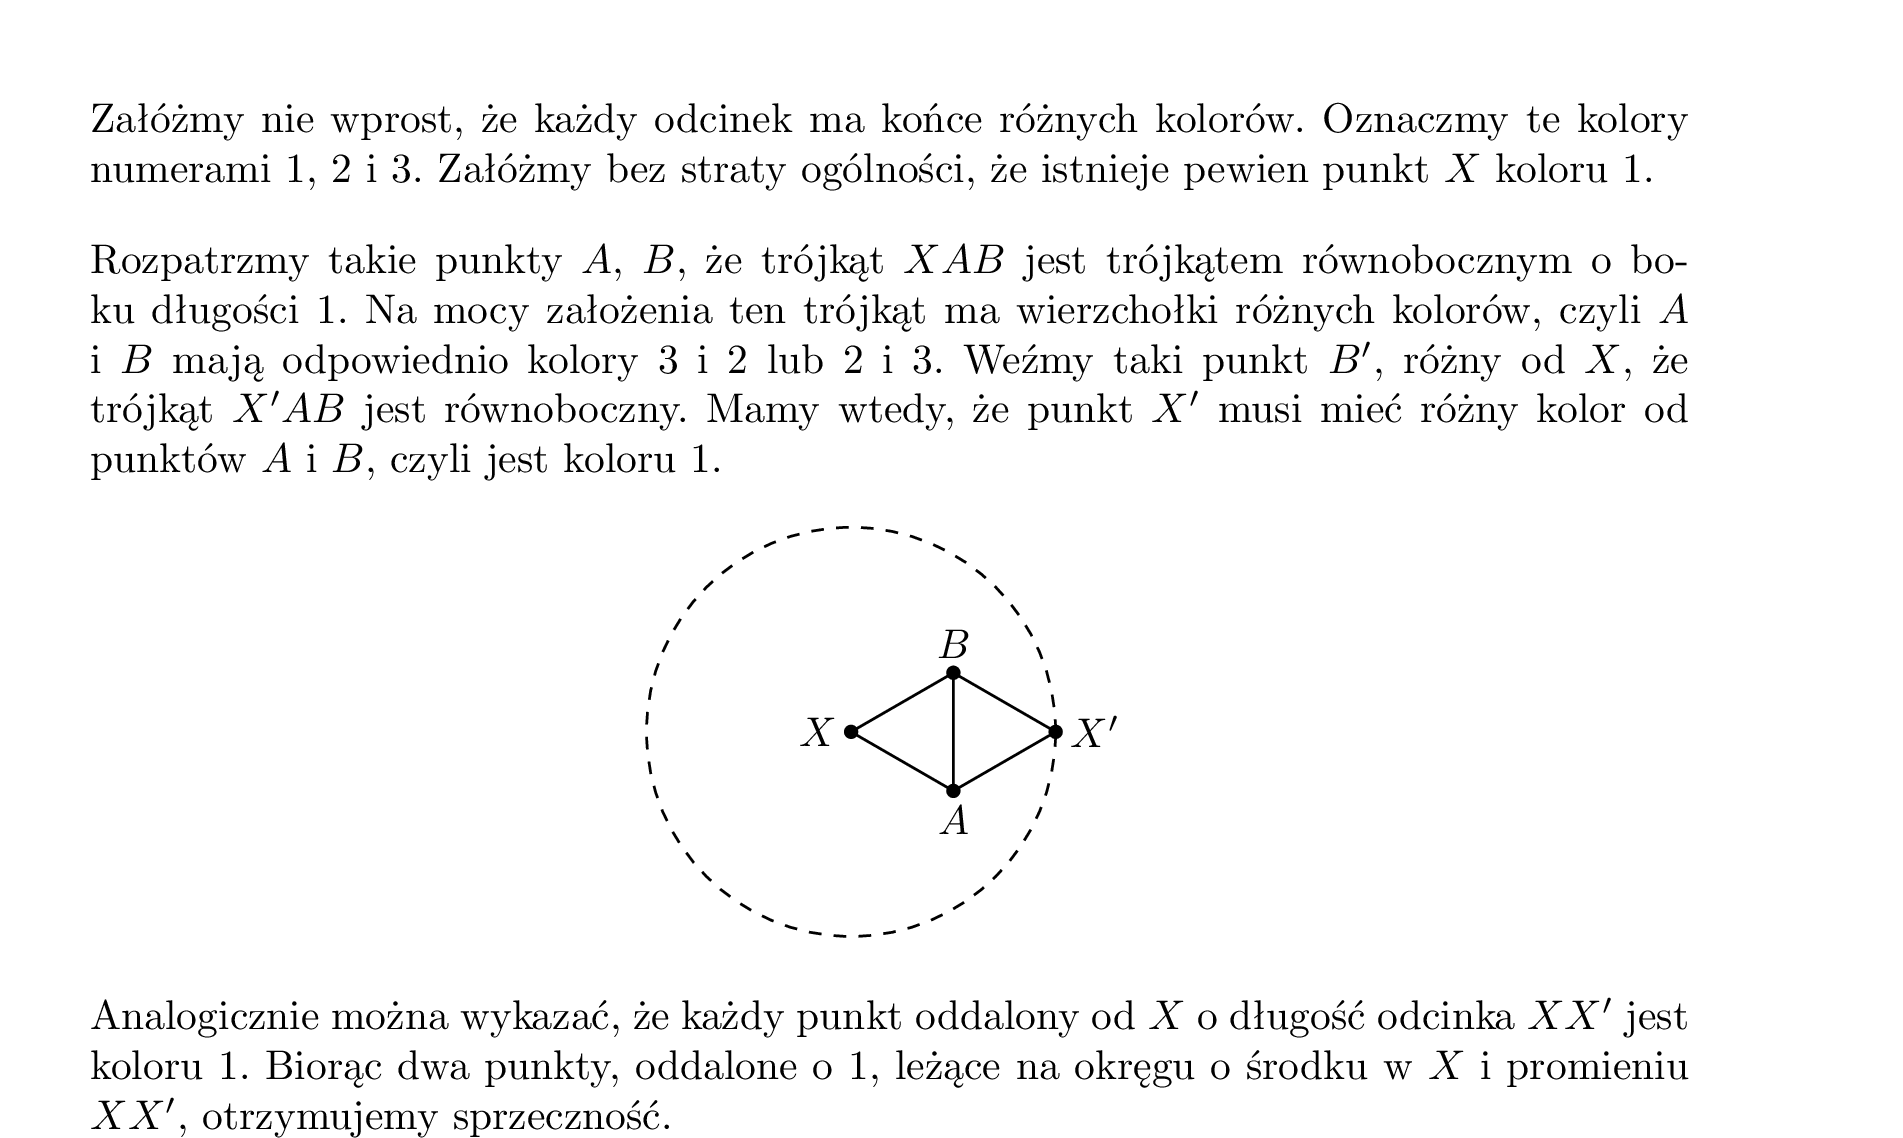 Załóżmy nie wprost, że każdy odcinek ma końce różnych kolorów. Oznaczmy te kolory
numerami 1, 2 i 3. Załóżmy bez straty ogólności, że istnieje pewien punkt X koloru 1.
Rozpatrzmy takie punkty A, B, że trójkąt XAB jest trójkątem równobocznym o bo-
ku długości 1. Na mocy założenia ten trójkąt ma wierzchołki różnych kolorów, czyli A
i B mają odpowiednio kolory 3 i 2 lub 2 i 3. Weźmy taki punkt B′, różny od X, że
trójkąt X′AB jest równoboczny. Mamy wtedy, że punkt X′ musi mieć różny kolor od
punktów A i B, czyli jest koloru 1.
B
X
X′
A
Analogicznie można wykazać, że każdy punkt oddalony od X o długość odcinka XX′ jest
koloru 1. Biorąc dwa punkty, oddalone o 1, leżące na okręgu o środku w X i promieniu
XX′, otrzymujemy sprzeczność.